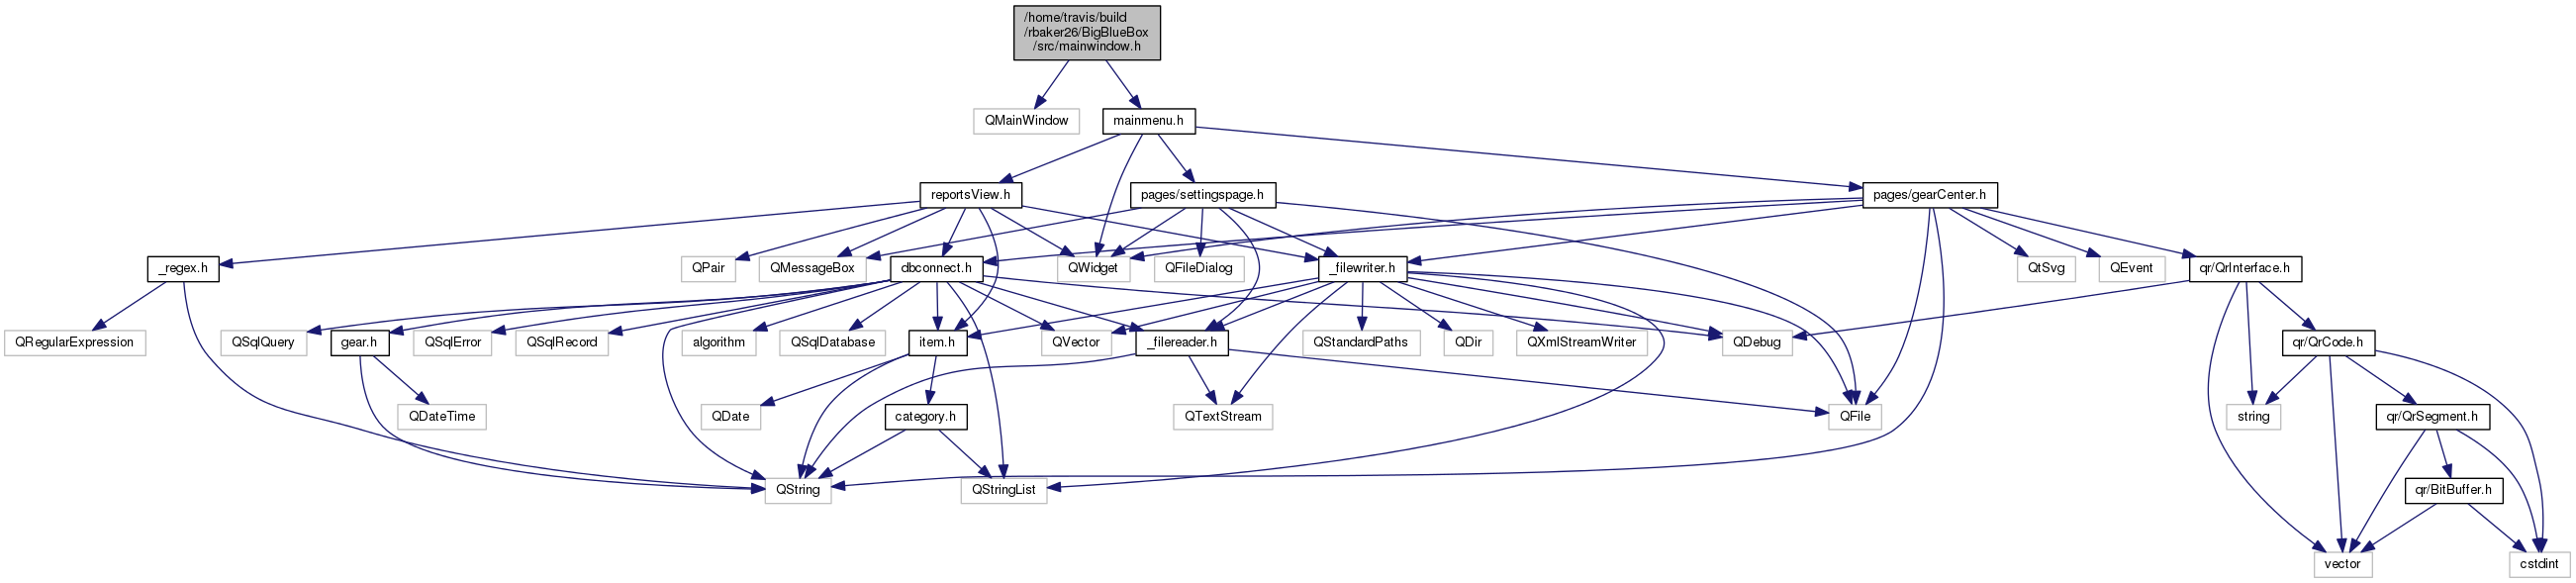 /home/travis/build
/rbaker26/BigBlueBox
/src/mainwindow.h
QMainWindow
mainmenu.h
reportsView.h
pages/settingspage.h
pages/gearCenter.h
_regex.h
QPair
QMessageBox
dbconnect.h
QWidget
QFileDialog
_filewriter.h
QtSvg
QEvent
qr/QrInterface.h
QRegularExpression
QSqlQuery
gear.h
QSqlError
QSqlRecord
algorithm
QSqlDatabase
item.h
QVector
_filereader.h
QStandardPaths
QDir
QXmlStreamWriter
QDebug
qr/QrCode.h
QDateTime
QDate
category.h
QTextStream
QFile
string
qr/QrSegment.h
QString
QStringList
qr/BitBuffer.h
vector
cstdint